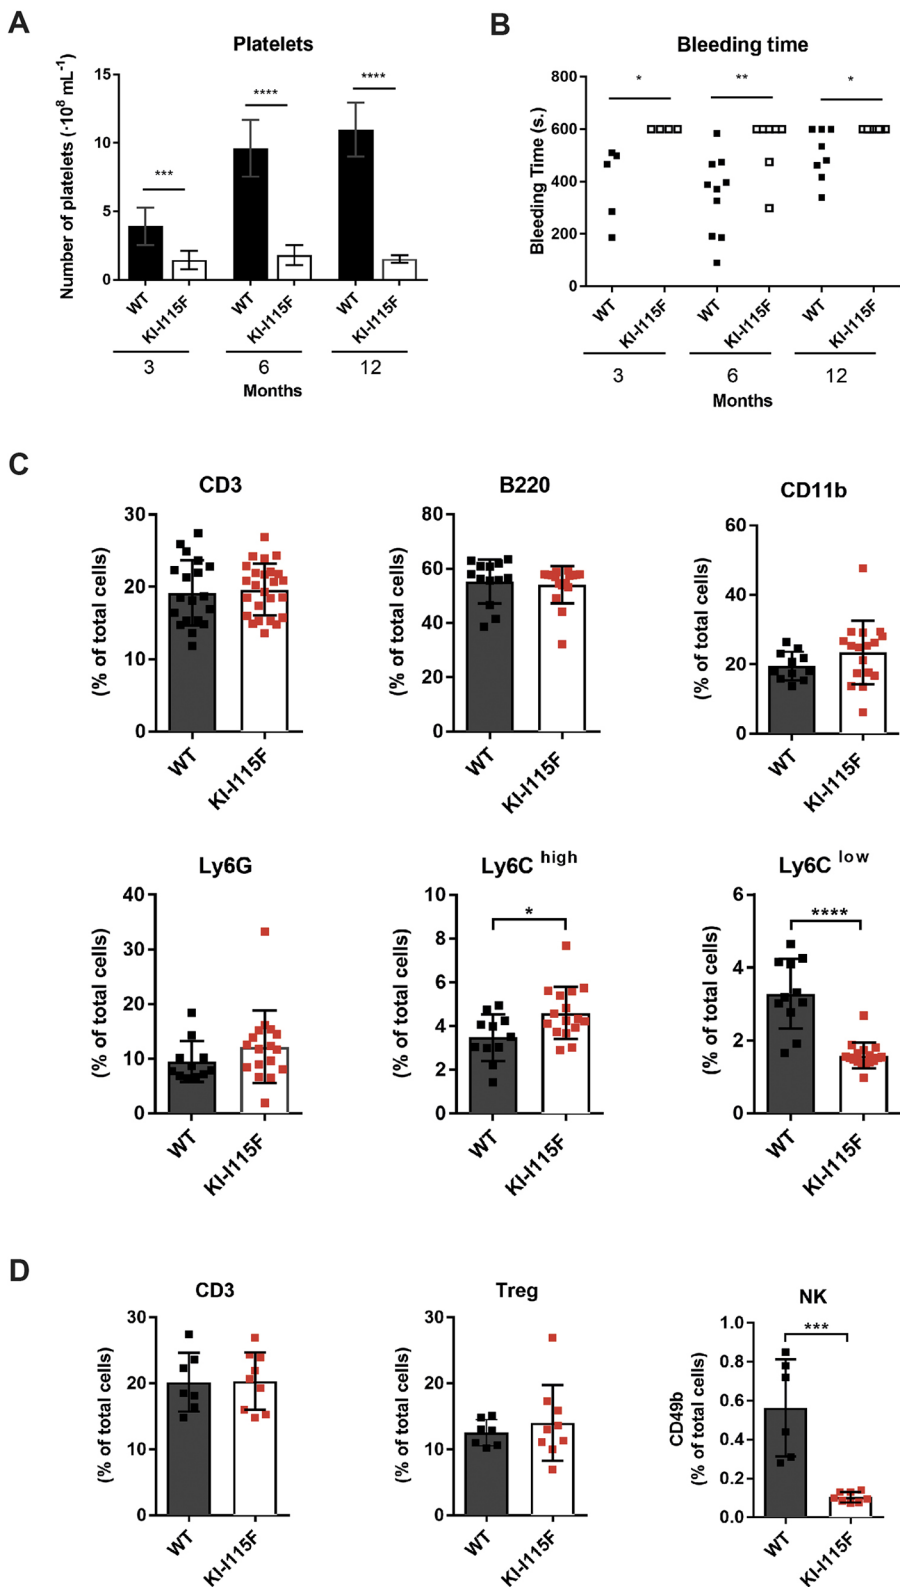 A
Platelets
Number of platelets (·10⁸ mL⁻¹)
15
10
5
0
***
****
****
WT
KI-I115F
WT
KI-I115F
WT
KI-I115F
3
6
12
Months
B
Bleeding time
Bleeding Time (s.)
800
600
400
200
0
*
**
*
WT
KI-I115F
WT
KI-I115F
WT
KI-I115F
3
6
12
Months
C
CD3
(% of total cells)
30
20
10
0
WT
KI-I115F
B220
(% of total cells)
80
60
40
20
0
WT
KI-I115F
CD11b
(% of total cells)
60
40
20
0
WT
KI-I115F
Ly6G
(% of total cells)
40
30
20
10
0
WT
KI-I115F
Ly6C high
(% of total cells)
10
8
6
4
2
0
*
WT
KI-I115F
Ly6C low
(% of total cells)
6
4
2
0
****
WT
KI-I115F
D
CD3
(% of total cells)
30
20
10
0
WT
KI-I115F
Treg
(% of total cells)
30
20
10
0
WT
KI-I115F
NK
CD49b
(% of total cells)
1.0
0.8
0.6
0.4
0.2
0
***
WT
KI-I115F